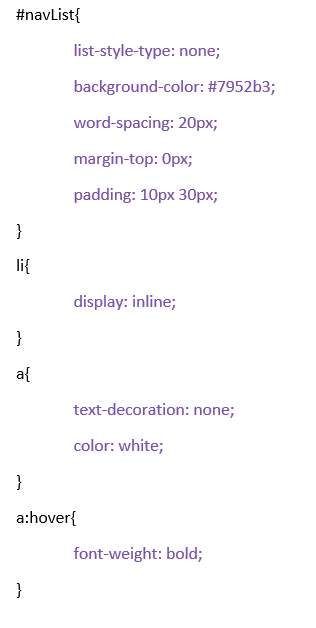 #navList{
list-style-type: none;
background-color: #7952b3;
word-spacing: 20px;
margin-top: 0px;
padding: 10px 30px;
}
li{
display: inline;
}
a{
text-decoration: none;
color: white;
}
a:hover{
font-weight: bold;
}